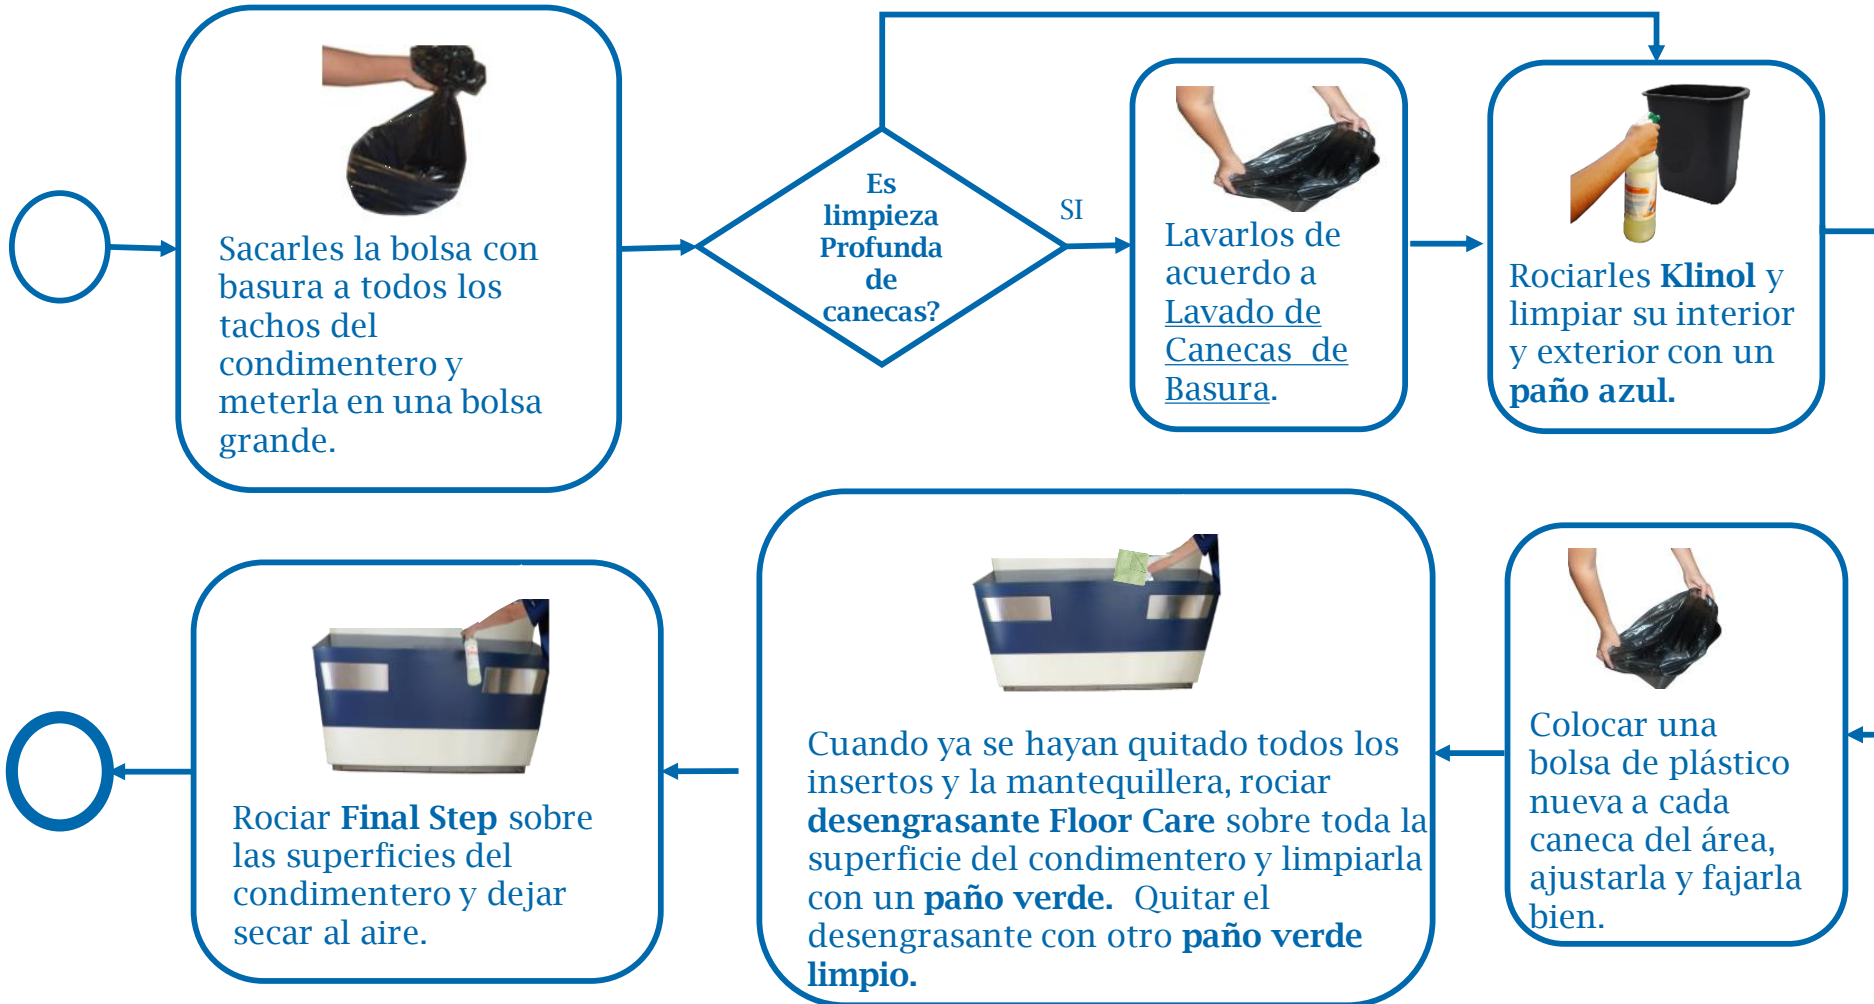 Sacarles la bolsa con
basura a todos los
tachos del
condimentero y
meterla en una bolsa
grande.
Es
limpieza
Profunda
de
canecas?
SI
Lavarlos de
acuerdo a
Lavado de
Canecas de
Basura.
Rociarles Klinol y
limpiar su interior
y exterior con un
paño azul.
Colocar una
bolsa de plástico
nueva a cada
caneca del área,
ajustarla y fajarla
bien.
Cuando ya se hayan quitado todos los
insertos y la mantequillera, rociar
desengrasante Floor Care sobre toda la
superficie del condimentero y limpiarla
con un paño verde. Quitar el
desengrasante con otro paño verde
limpio.
Rociar Final Step sobre
las superficies del
condimentero y dejar
secar al aire.